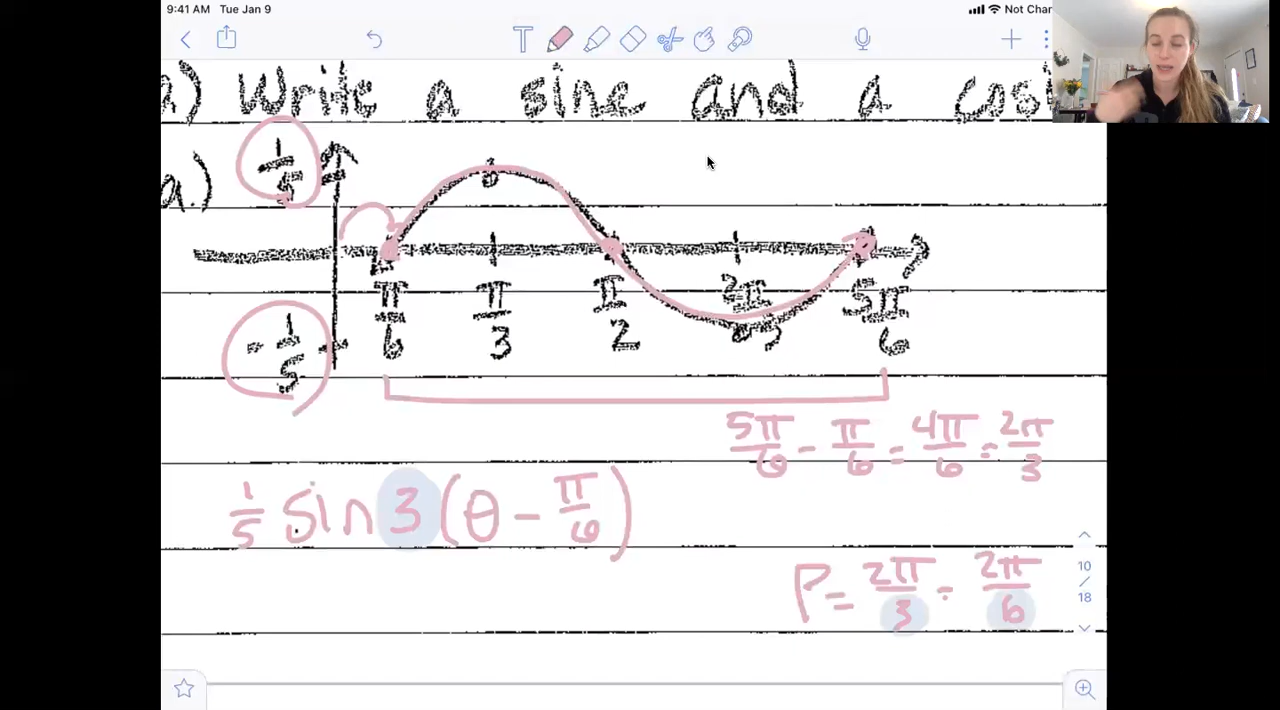 9:41 AM Tue Jan 9
Not Char
a) Write a sine and a cosi
a.) 1/5
π/6 π/3 π/2 2π/3 5π/6
-1/5
5π/6 - π/6 = 4π/6 = 2π/3
1/5 sin 3(θ - π/6)
P = 2π/3 = 2π/6
10
/
18